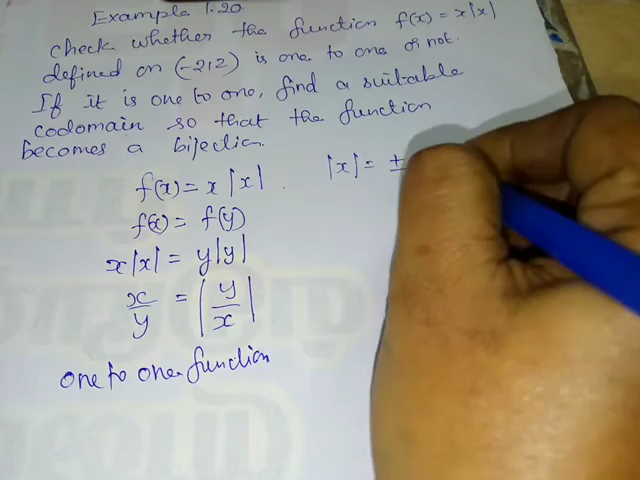 Example 1.20
check whether the function f(x) = x|x|
defined on (-2,2) is one to one or not.
If it is one to one, find a suitable
codomain so that the function
becomes a bijection.
f(x) = x |x|.
|x| = ±
f(x) = f(y)
x|x| = y|y|
x/y = |y/x|
one to one function